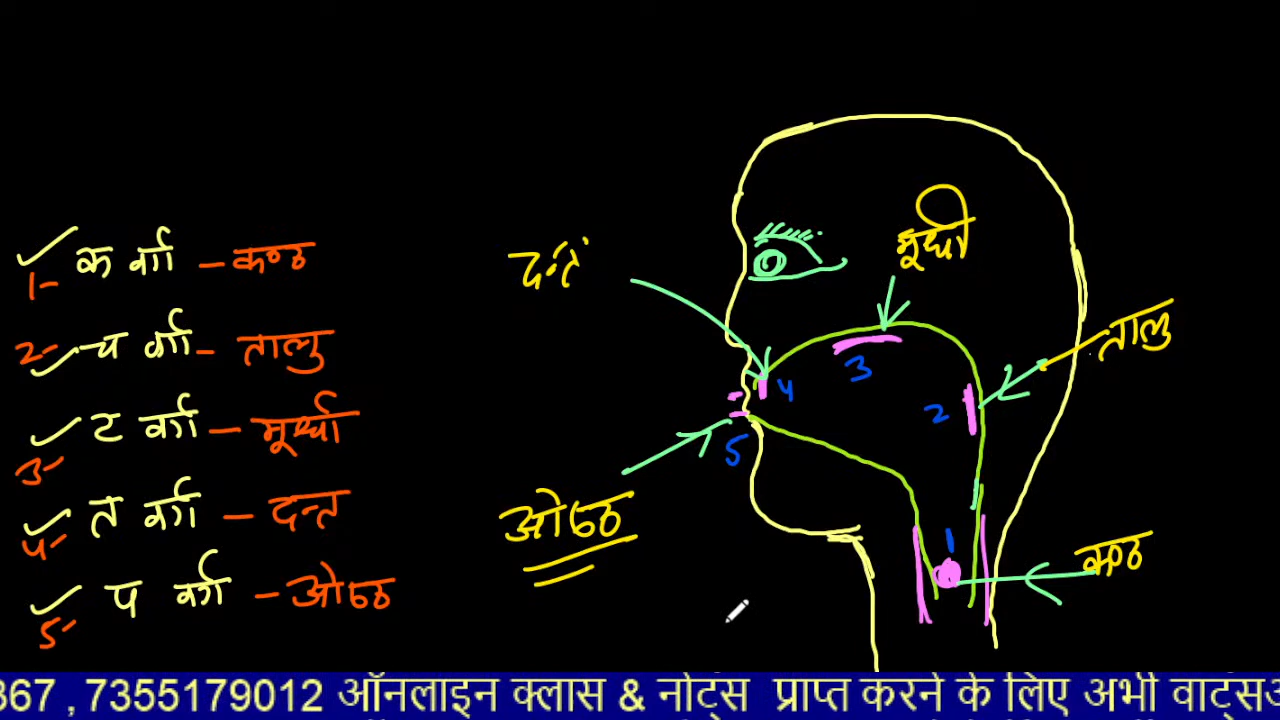 1- क वर्ग – कण्ठ
2- च वर्ग – तालु
3- ट वर्ग – मूर्ध्धा
4- त वर्ग – दन्त
5- प वर्ग – ओष्ठ
मूर्धा
दन्त
तालु
3
4
2
5
ओष्ठ
1
कण्ठ
367 , 7355179012 ऑनलाइन क्लास & नोट्स प्राप्त करने के लिए अभी वाट्स